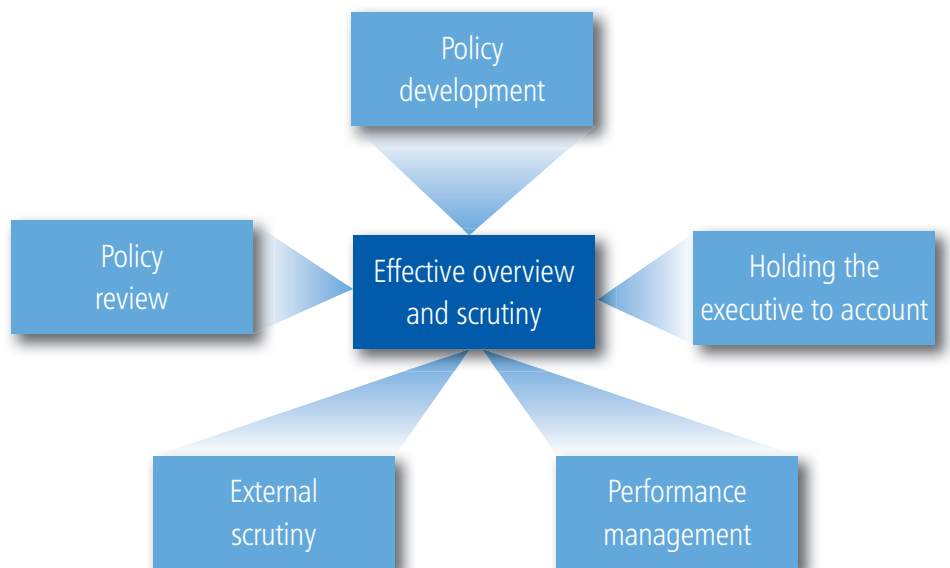 Policy
development
Policy
review
Effective overview
and scrutiny
Holding the
executive to account
External
scrutiny
Performance
management